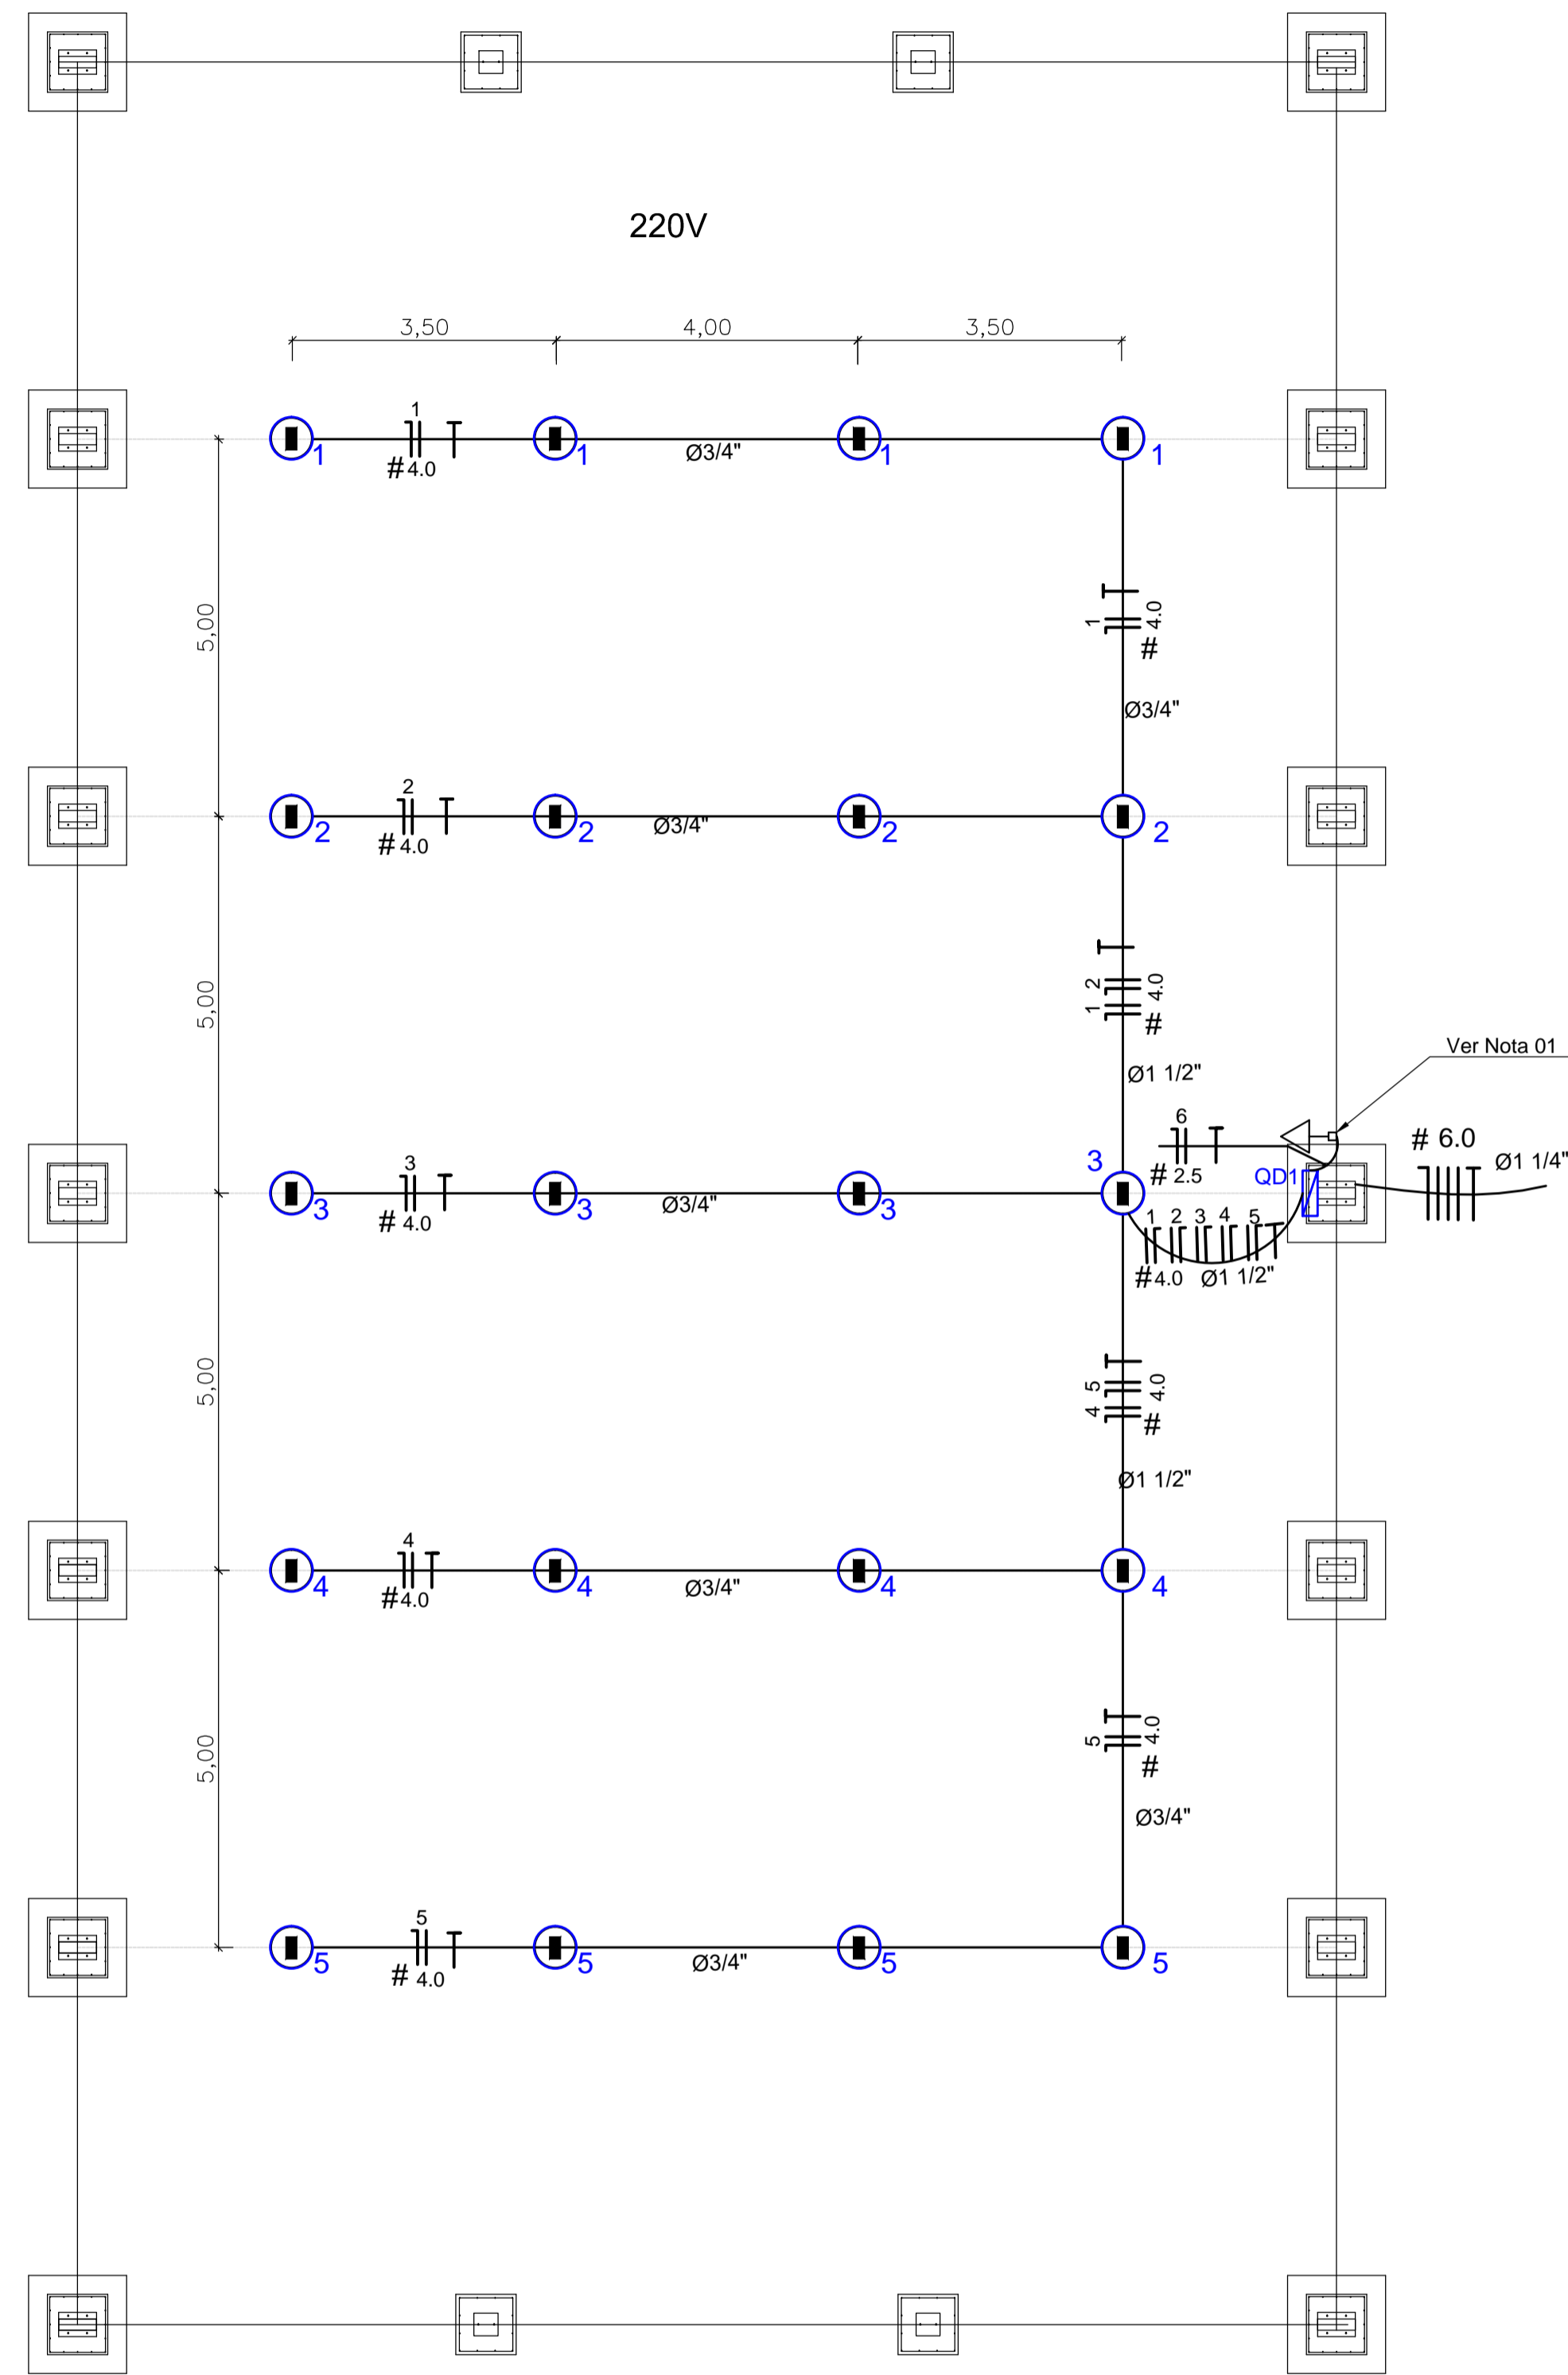 220V
3,50 4,00 3,50
1
1 1 1 1
Ø3/4"
# 4.0
5,00
1 # 4.0
Ø3/4"
2
2 2 2 2
Ø3/4"
# 4.0
5,00
1 2 # 4.0
Ø1 1/2"
Ver Nota 01
6
# 2.5
# 6.0
Ø1 1/4"
QD1
3
3 3 3 3
Ø3/4"
# 4.0
1 2 3 4 5
#4.0 Ø1 1/2"
5,00
4 5 # 4.0
Ø1 1/2"
4
4 4 4 4
Ø3/4"
#4.0
5,00
5 # 4.0
Ø3/4"
5
5 5 5 5
Ø3/4"
# 4.0